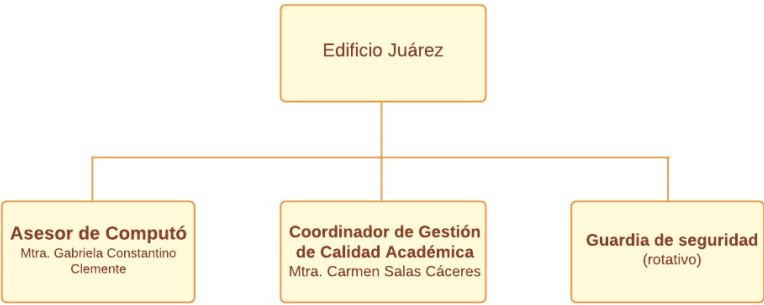 Edificio Juárez
Asesor de Computó
Mtra. Gabriela Constantino
Clemente
Coordinador de Gestión
de Calidad Académica
Mtra. Carmen Salas Cáceres
Guardia de seguridad
(rotativo)